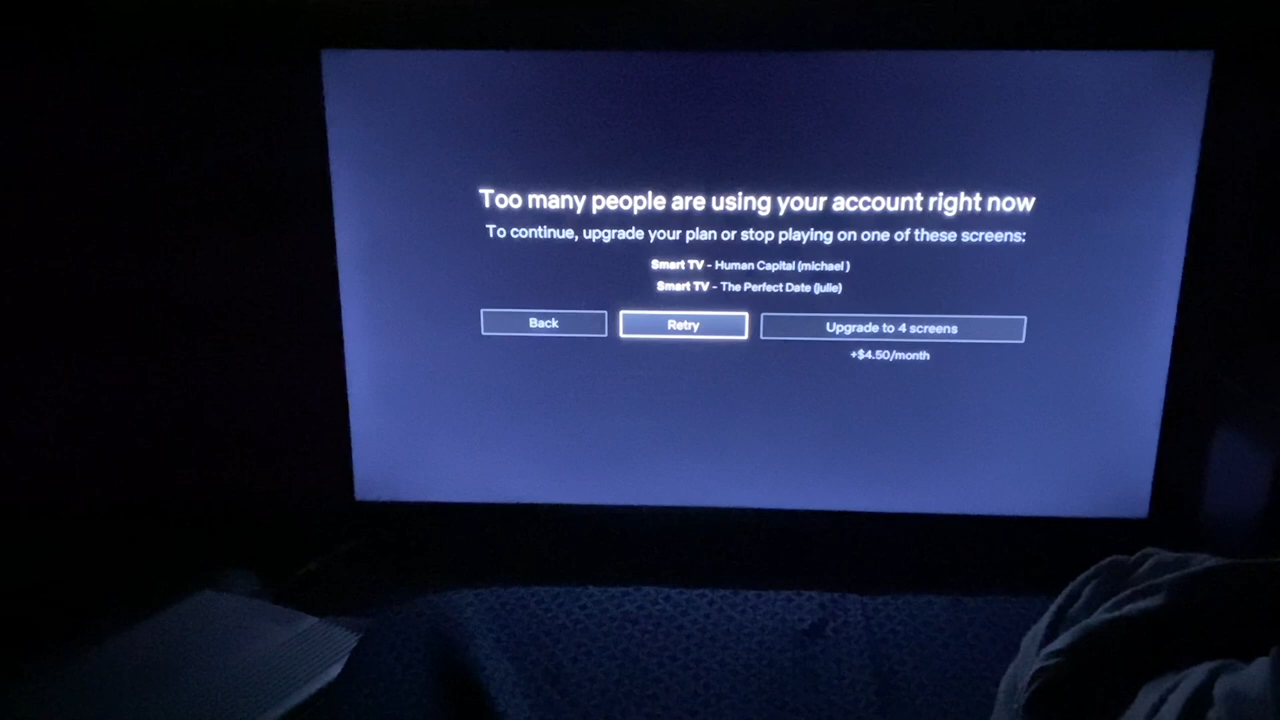 Too many people are using your account right now
To continue, upgrade your plan or stop playing on one of these screens:
Smart TV - Human Capital (michael )
Smart TV - The Perfect Date (julie)
Back Retry Upgrade to 4 screens
+$4.50/month